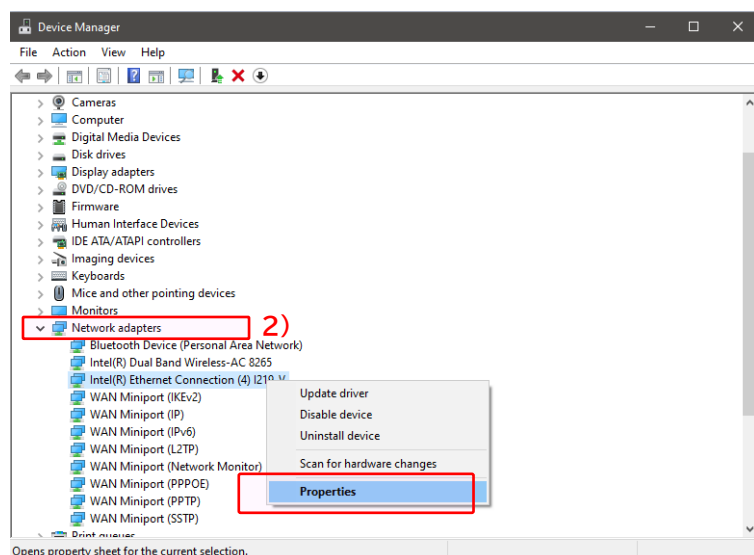 Device Manager
File Action View Help
Cameras
Computer
Digital Media Devices
Disk drives
Display adapters
DVD/CD-ROM drives
Firmware
Human Interface Devices
IDE ATA/ATAPI controllers
Imaging devices
Keyboards
Mice and other pointing devices
Monitors
Network adapters
2)
Bluetooth Device (Personal Area Network)
Intel(R) Dual Band Wireless-AC 8265
Intel(R) Ethernet Connection (4) I219-V
WAN Miniport (IKEv2)
WAN Miniport (IP)
WAN Miniport (IPv6)
WAN Miniport (L2TP)
WAN Miniport (Network Monitor)
WAN Miniport (PPPOE)
WAN Miniport (PPTP)
WAN Miniport (SSTP)
Print queues
Update driver
Disable device
Uninstall device
Scan for hardware changes
Properties
Opens property sheet for the current selection.